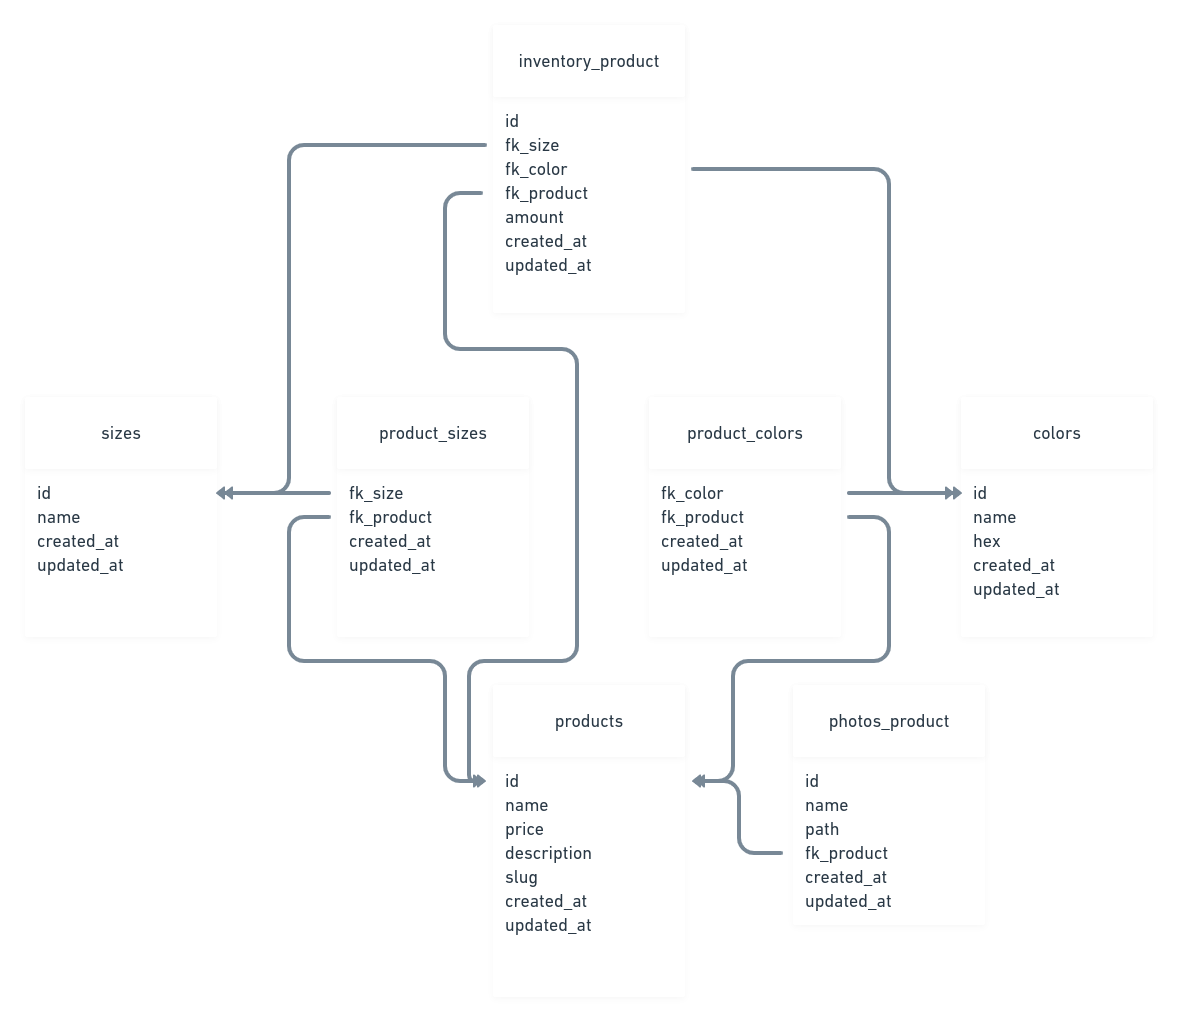 inventory_product
id
fk_size
fk_color
fk_product
amount
created_at
updated_at
sizes
id
name
created_at
updated_at
product_sizes
fk_size
fk_product
created_at
updated_at
product_colors
fk_color
fk_product
created_at
updated_at
colors
id
name
hex
created_at
updated_at
products
id
name
price
description
slug
created_at
updated_at
photos_product
id
name
path
fk_product
created_at
updated_at